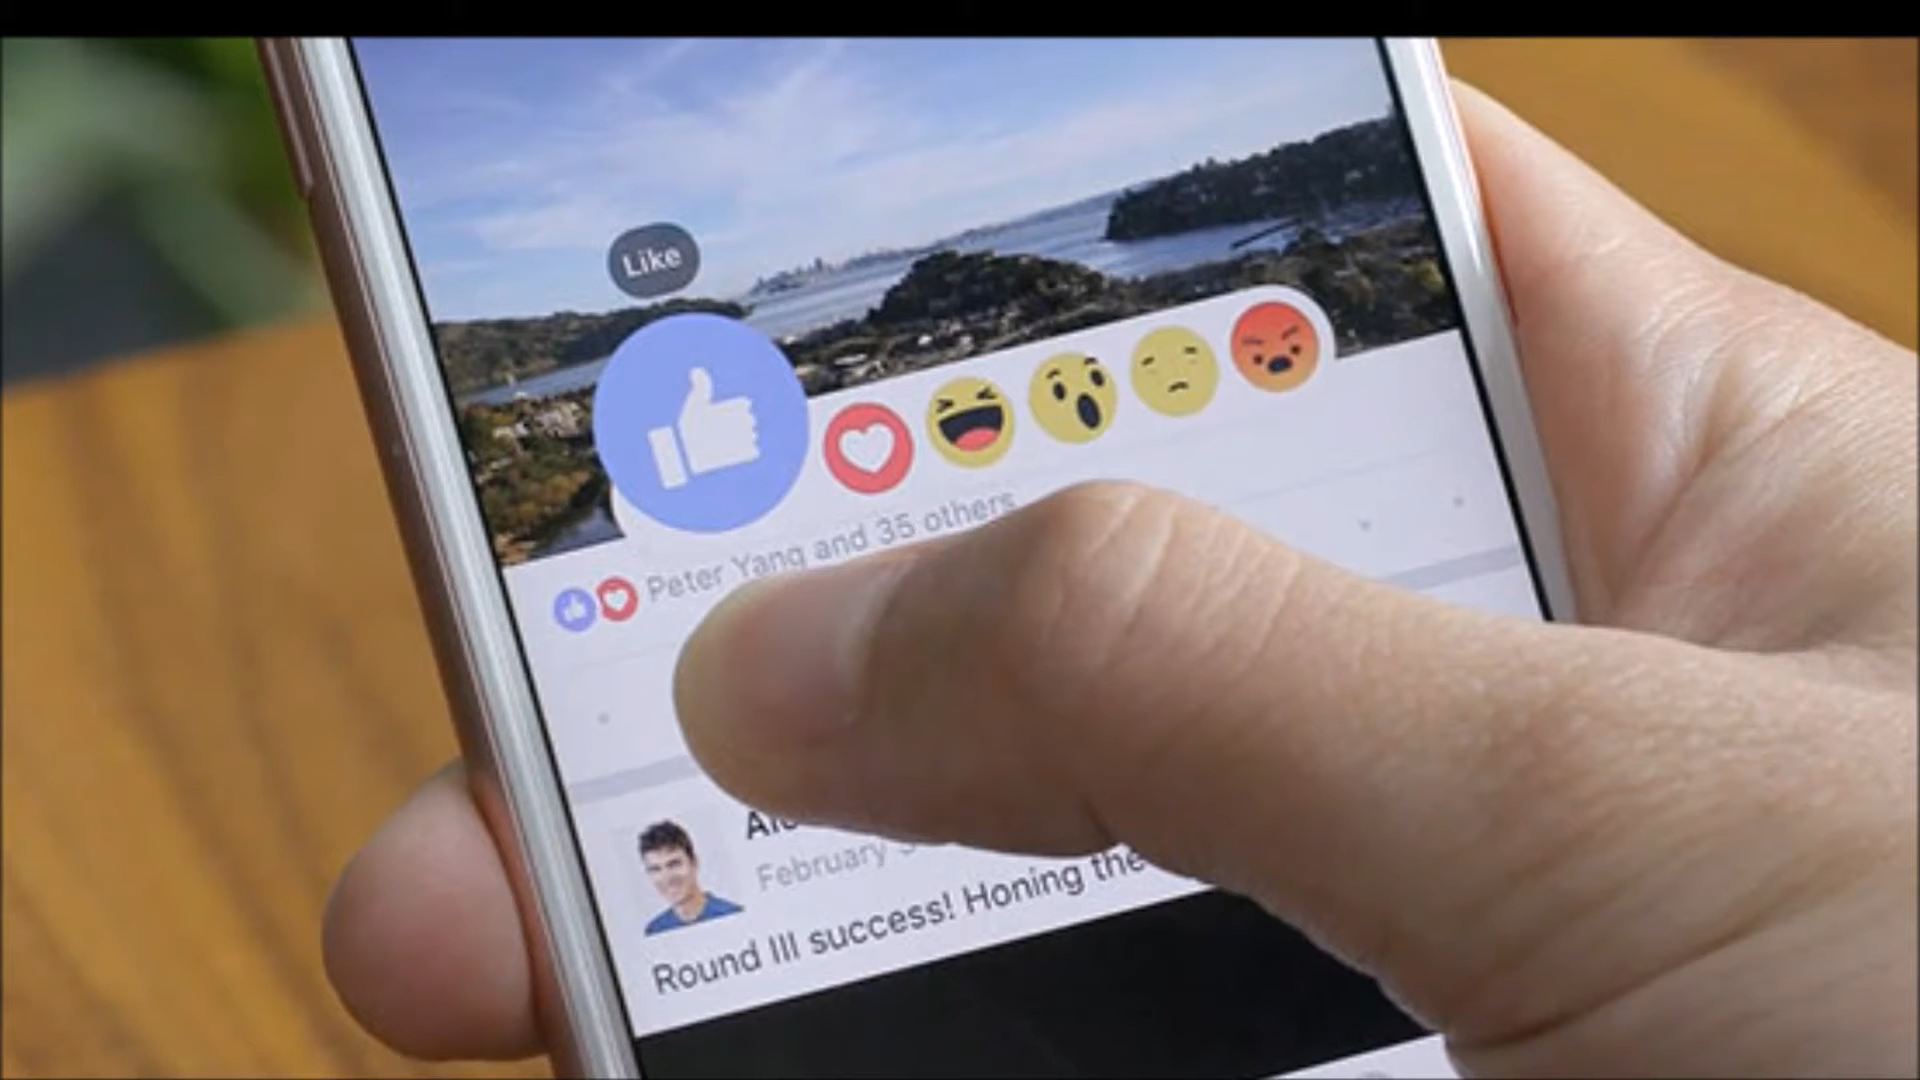 Like
Peter Yang and 35 others
February
Round III success! Honing the